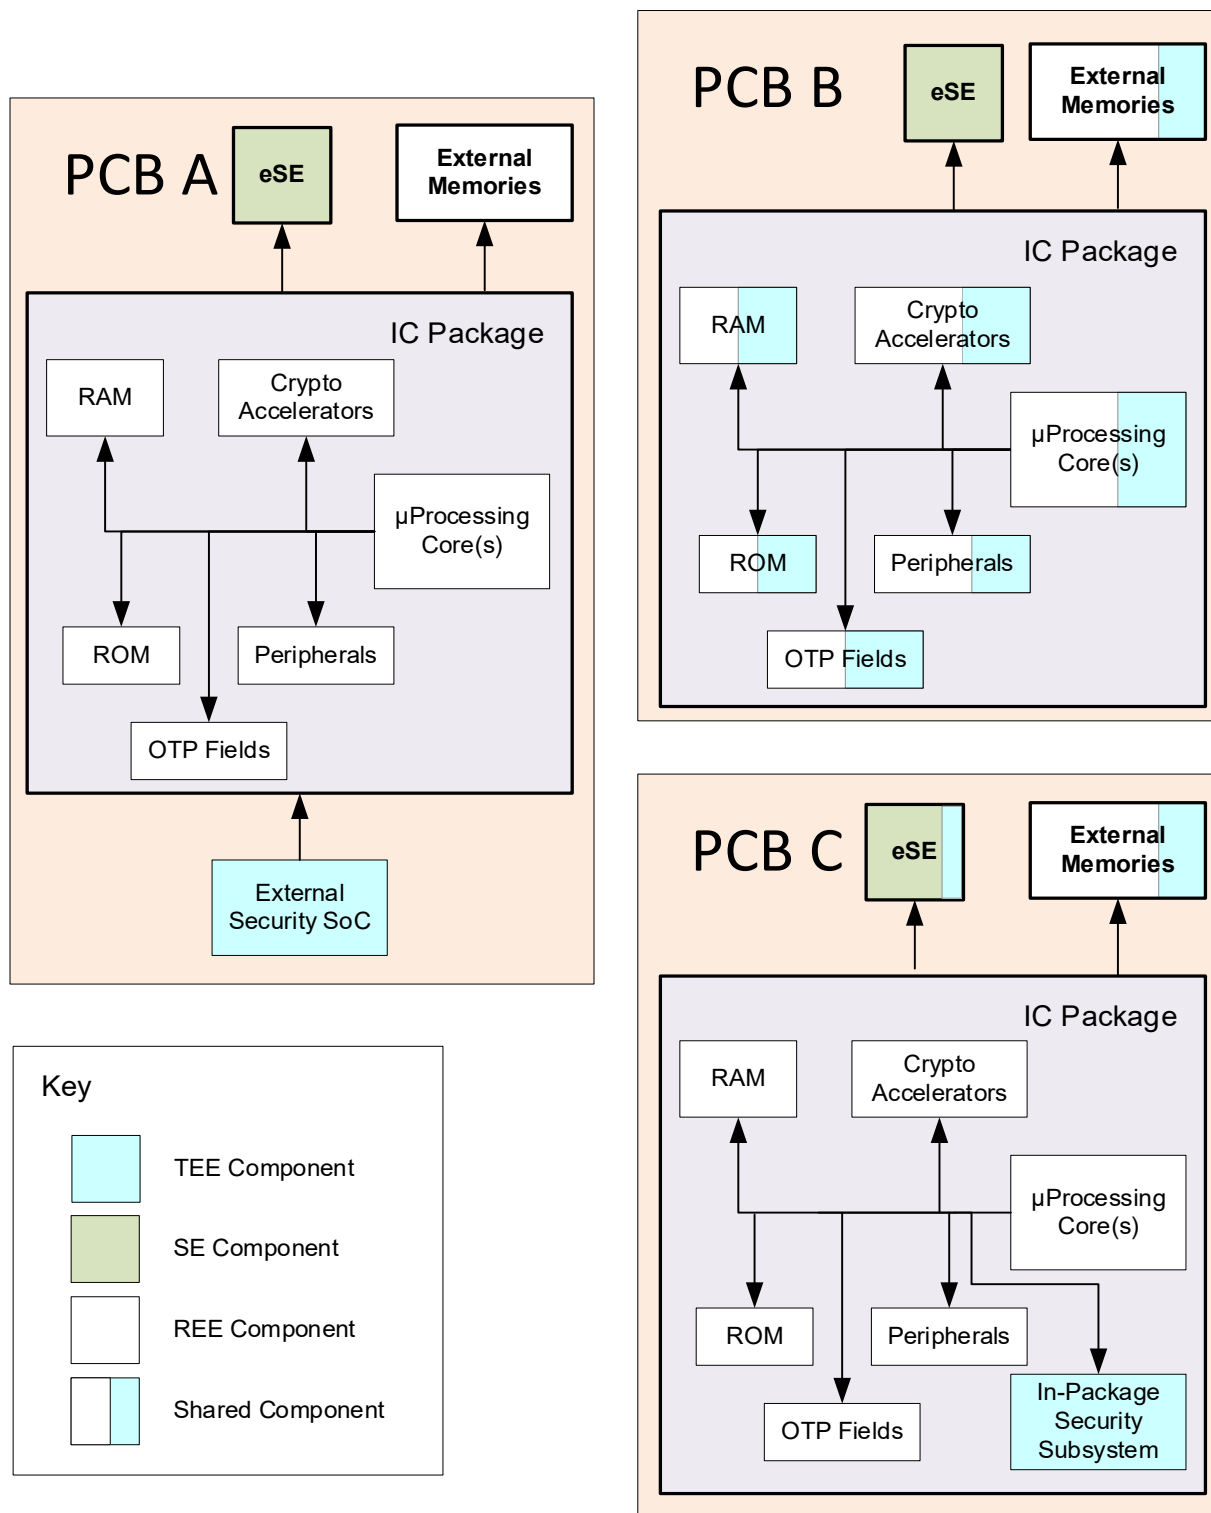 PCB A
eSE
External
Memories
IC Package
RAM
Crypto
Accelerators
µProcessing
Core(s)
ROM
Peripherals
OTP Fields
External
Security SoC
PCB B
eSE
External
Memories
IC Package
RAM
Crypto
Accelerators
µProcessing
Core(s)
ROM
Peripherals
OTP Fields
PCB C
eSE
External
Memories
IC Package
RAM
Crypto
Accelerators
µProcessing
Core(s)
ROM
Peripherals
OTP Fields
In-Package
Security
Subsystem
Key
TEE Component
SE Component
REE Component
Shared Component